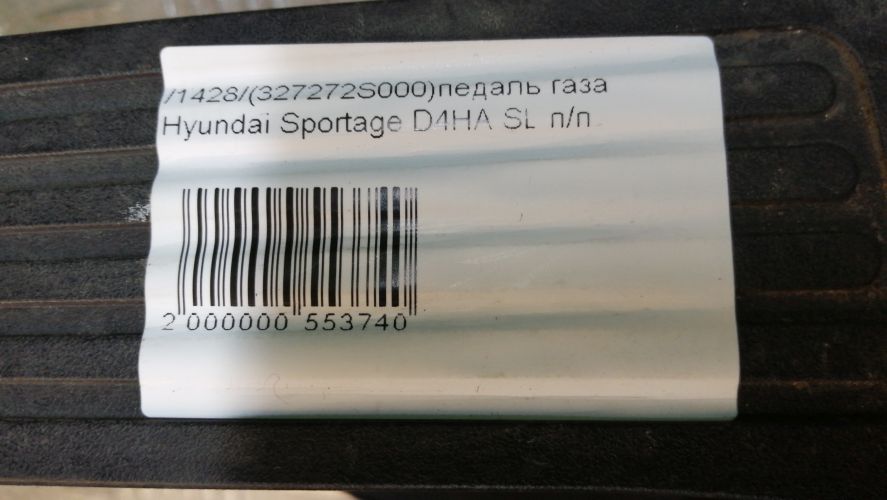 /1428/(327272S000)педаль газа
Hyundai Sportage D4HA SL п/п
2 000000 553740